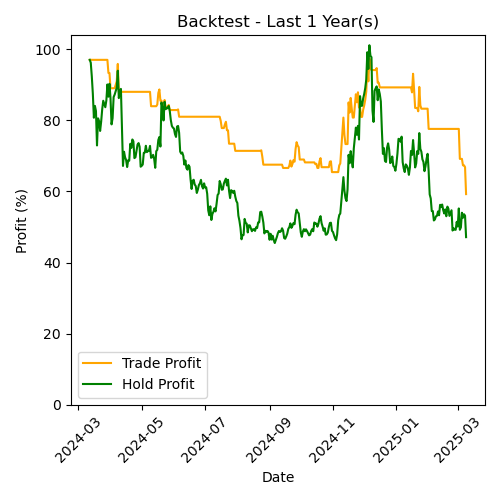 Backtest - Last 1 Year(s)
Profit (%)
100
80
60
40
20
0
Trade Profit
Hold Profit
2024-03
2024-05
2024-07
2024-09
2024-11
2025-01
2025-03
Date